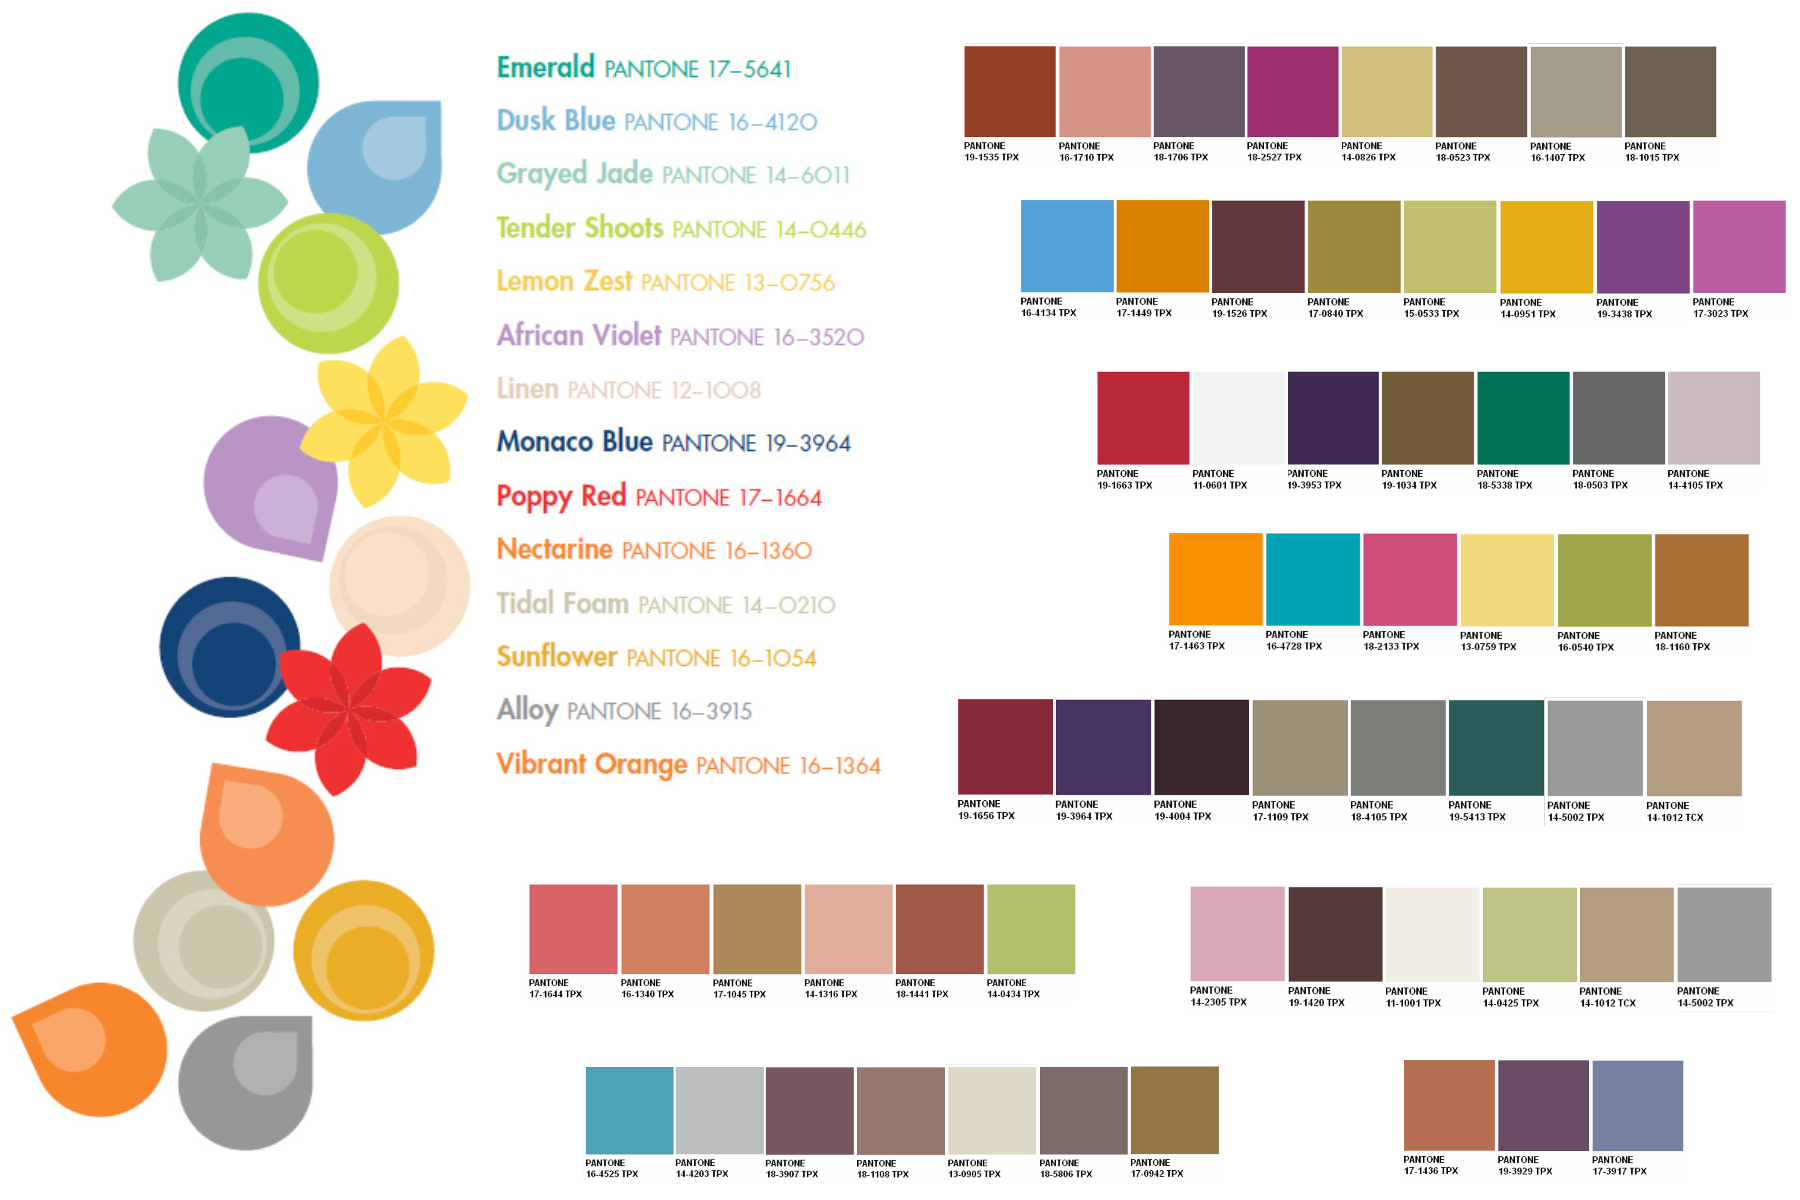 Emerald PANTONE 17–5641
Dusk Blue PANTONE 16–4120
Grayed Jade PANTONE 14–6011
Tender Shoots PANTONE 14–0446
Lemon Zest PANTONE 13–0756
African Violet PANTONE 16–3520
Linen PANTONE 12–1008
Monaco Blue PANTONE 19–3964
Poppy Red PANTONE 17–1664
Nectarine PANTONE 16–1360
Tidal Foam PANTONE 14–0210
Sunflower PANTONE 16–1054
Alloy PANTONE 16–3915
Vibrant Orange PANTONE 16–1364
PANTONE PANTONE PANTONE PANTONE PANTONE PANTONE PANTONE PANTONE
19-1535 TPX 16-1710 TPX 18-1706 TPX 18-2527 TPX 14-0826 TPX 18-0523 TPX 16-1407 TPX 18-1015 TPX
PANTONE PANTONE PANTONE PANTONE PANTONE PANTONE PANTONE PANTONE
16-4134 TPX 17-1449 TPX 19-1526 TPX 17-0840 TPX 15-0533 TPX 14-0951 TPX 19-3438 TPX 17-3023 TPX
PANTONE PANTONE PANTONE PANTONE PANTONE PANTONE PANTONE
19-1663 TPX 11-0601 TPX 19-3953 TPX 19-1034 TPX 18-5338 TPX 18-0503 TPX 14-4105 TPX
PANTONE PANTONE PANTONE PANTONE PANTONE PANTONE
17-1463 TPX 16-4728 TPX 18-2133 TPX 13-0759 TPX 16-0540 TPX 18-1160 TPX
PANTONE PANTONE PANTONE PANTONE PANTONE PANTONE PANTONE PANTONE
19-1656 TPX 19-3964 TPX 19-4004 TPX 17-1109 TPX 18-4105 TPX 19-5413 TPX 14-5002 TPX 14-1012 TCX
PANTONE PANTONE PANTONE PANTONE PANTONE PANTONE
17-1644 TPX 16-1340 TPX 17-1045 TPX 14-1316 TPX 18-1441 TPX 14-0434 TPX
PANTONE PANTONE PANTONE PANTONE PANTONE PANTONE
14-2305 TPX 19-1420 TPX 11-1001 TPX 14-0425 TPX 14-1012 TCX 14-5002 TPX
PANTONE PANTONE PANTONE PANTONE PANTONE PANTONE PANTONE
16-4525 TPX 14-4203 TPX 18-3907 TPX 18-1108 TPX 13-0905 TPX 18-5806 TPX 17-0942 TPX
PANTONE PANTONE PANTONE
17-1436 TPX 19-3929 TPX 17-3917 TPX